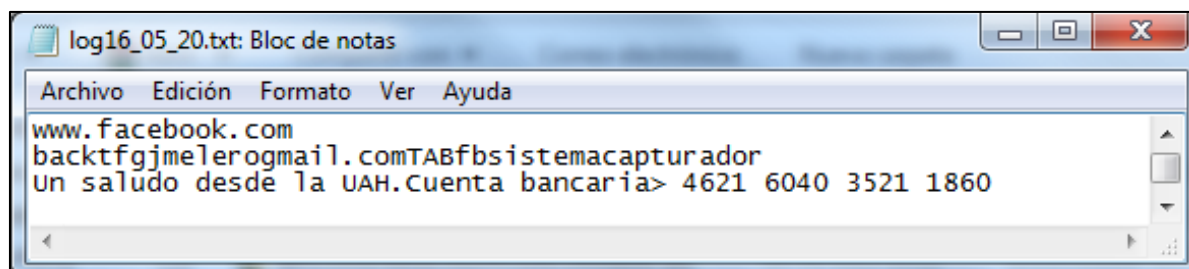 log16_05_20.txt: Bloc de notas
Archivo Edición Formato Ver Ayuda
www.facebook.com
backtfgjmelerogmail.comTABfbsistemacapturador
Un saludo desde la UAH.Cuenta bancaria> 4621 6040 3521 1860